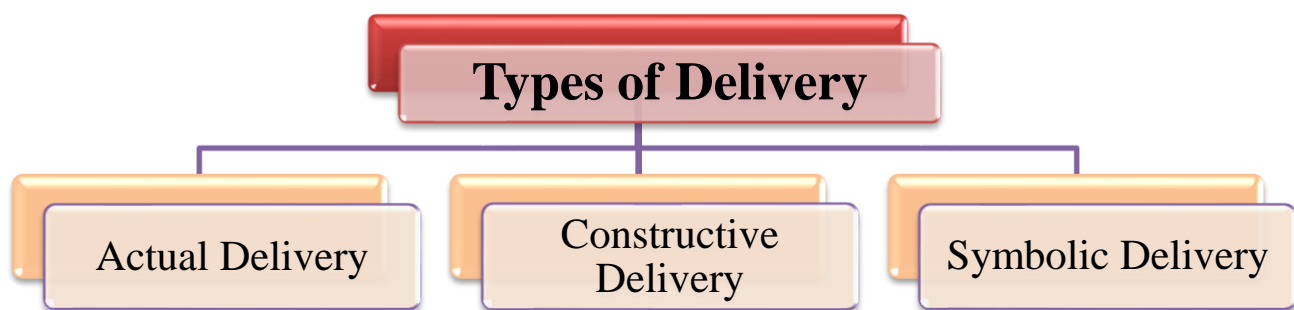 Types of Delivery
Actual Delivery
Constructive
Delivery
Symbolic Delivery